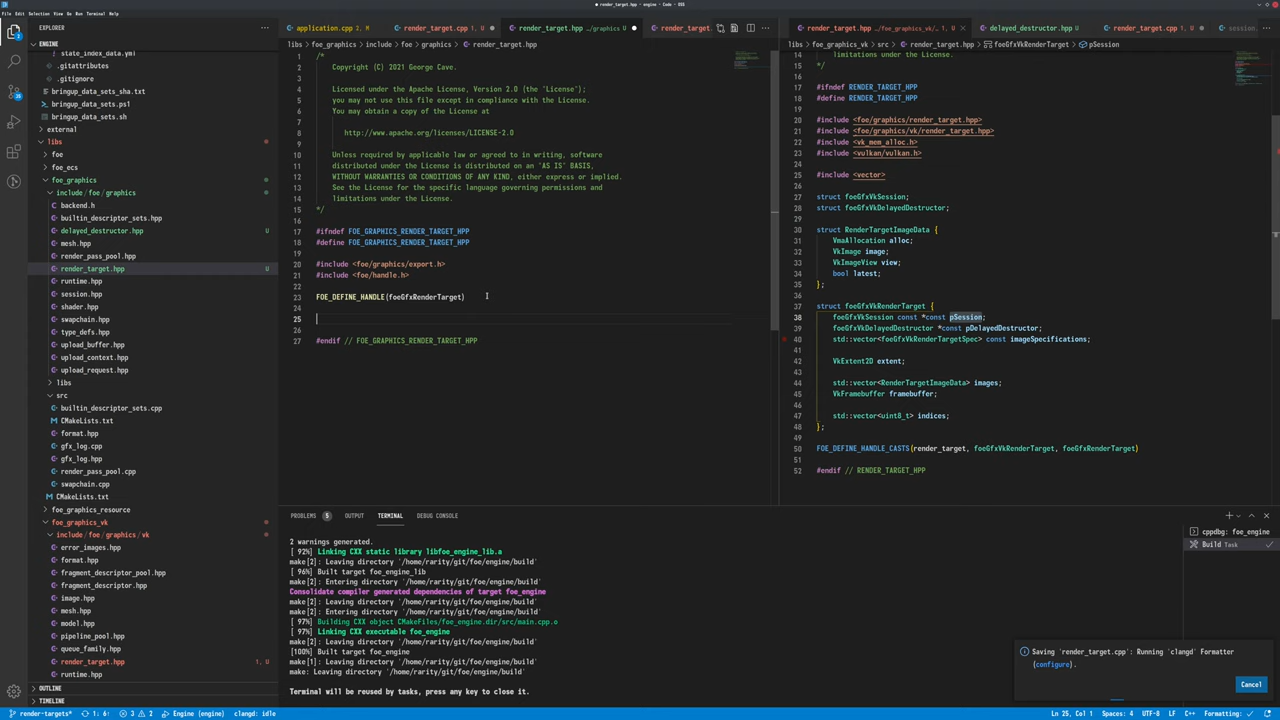 render_target.hpp - Engine - Code - OSS
File Edit Selection View Go Run Terminal Help
EXPLORER
ENGINE
state_index_data.yml
.gitattributes
.gitignore
bringup_data_sets_sha.txt
bringup_data_sets.ps1
bringup_data_sets.sh
external
libs
foe
foe_ecs
foe_graphics
include / foe / graphics
backend.h
builtin_descriptor_sets.hpp
delayed_destructor.hpp U
mesh.hpp
render_pass_pool.hpp
render_target.hpp U
runtime.hpp
session.hpp
shader.hpp
swapchain.hpp
type_defs.hpp
upload_buffer.hpp
upload_context.hpp
upload_request.hpp
libs
src
builtin_descriptor_sets.cpp
CMakeLists.txt
format.hpp
gfx_log.cpp
gfx_log.hpp
render_pass_pool.cpp
swapchain.cpp
CMakeLists.txt
foe_graphics_resource
foe_graphics_vk
include / foe / graphics / vk
error_images.hpp
format.hpp
fragment_descriptor_pool.hpp
fragment_descriptor.hpp
image.hpp
mesh.hpp
model.hpp
pipeline_pool.hpp
queue_family.hpp
render_target.hpp 1, U
runtime.hpp
OUTLINE
TIMELINE
application.cpp 2, M
render_target.cpp 1, U
render_target.hpp .../graphics U
render_target.
libs > foe_graphics > include > foe > graphics > render_target.hpp
1 /*
2 Copyright (C) 2021 George Cave.
3
4 Licensed under the Apache License, Version 2.0 (the "License");
5 you may not use this file except in compliance with the License.
6 You may obtain a copy of the License at
7
8 http://www.apache.org/licenses/LICENSE-2.0
9
10 Unless required by applicable law or agreed to in writing, software
11 distributed under the License is distributed on an "AS IS" BASIS,
12 WITHOUT WARRANTIES OR CONDITIONS OF ANY KIND, either express or implied.
13 See the License for the specific language governing permissions and
14 limitations under the License.
15 */
16
17 #ifndef FOE_GRAPHICS_RENDER_TARGET_HPP
18 #define FOE_GRAPHICS_RENDER_TARGET_HPP
19
20 #include <foe/graphics/export.h>
21 #include <foe/handle.h>
22
23 FOE_DEFINE_HANDLE(foeGfxRenderTarget)
24
25
26
27 #endif // FOE_GRAPHICS_RENDER_TARGET_HPP
render_target.hpp .../foe_graphics_vk/... 1, U
delayed_destructor.hpp U
render_target.cpp 1, U
session.
libs > foe_graphics_vk > src > render_target.hpp > foeGfxVkRenderTarget > pSession
14 limitations under the License.
15 */
16
17 #ifndef RENDER_TARGET_HPP
18 #define RENDER_TARGET_HPP
19
20 #include <foe/graphics/render_target.hpp>
21 #include <foe/graphics/vk/render_target.hpp>
22 #include <vk_mem_alloc.h>
23 #include <vulkan/vulkan.h>
24
25 #include <vector>
26
27 struct foeGfxVkSession;
28 struct foeGfxVkDelayedDestructor;
29
30 struct RenderTargetImageData {
31 VmaAllocation alloc;
32 VkImage image;
33 VkImageView view;
34 bool latest;
35 };
36
37 struct foeGfxVkRenderTarget {
38 foeGfxVkSession const *const pSession;
39 foeGfxVkDelayedDestructor *const pDelayedDestructor;
40 std::vector<foeGfxVkRenderTargetSpec> const imageSpecifications;
41
42 VkExtent2D extent;
43
44 std::vector<RenderTargetImageData> images;
45 VkFramebuffer framebuffer;
46
47 std::vector<uint8_t> indices;
48 };
49
50 FOE_DEFINE_HANDLE_CASTS(render_target, foeGfxVkRenderTarget, foeGfxRenderTarget)
51
52 #endif // RENDER_TARGET_HPP
PROBLEMS 5 OUTPUT TERMINAL DEBUG CONSOLE
2 warnings generated.
[ 92%] Linking CXX static library libfoe_engine_lib.a
make[2]: Leaving directory '/home/rarity/git/foe/engine/build'
[ 96%] Built target foe_engine_lib
make[2]: Entering directory '/home/rarity/git/foe/engine/build'
Consolidate compiler generated dependencies of target foe_engine
make[2]: Leaving directory '/home/rarity/git/foe/engine/build'
make[2]: Entering directory '/home/rarity/git/foe/engine/build'
[ 97%] Building CXX object CMakeFiles/foe_engine.dir/src/main.cpp.o
[ 97%] Linking CXX executable foe_engine
make[2]: Leaving directory '/home/rarity/git/foe/engine/build'
[100%] Built target foe_engine
make[1]: Leaving directory '/home/rarity/git/foe/engine/build'
make: Leaving directory '/home/rarity/git/foe/engine/build'
Terminal will be reused by tasks, press any key to close it.
cppdbg: foe_engine
Build Task
Saving 'render_target.cpp': Running 'clangd' Formatter
(configure).
Cancel
render-targets* 1↓ 6↑ 3 2 Engine (engine) clangd: idle
Ln 25, Col 1 Spaces: 4 UTF-8 LF C++ Formatting: